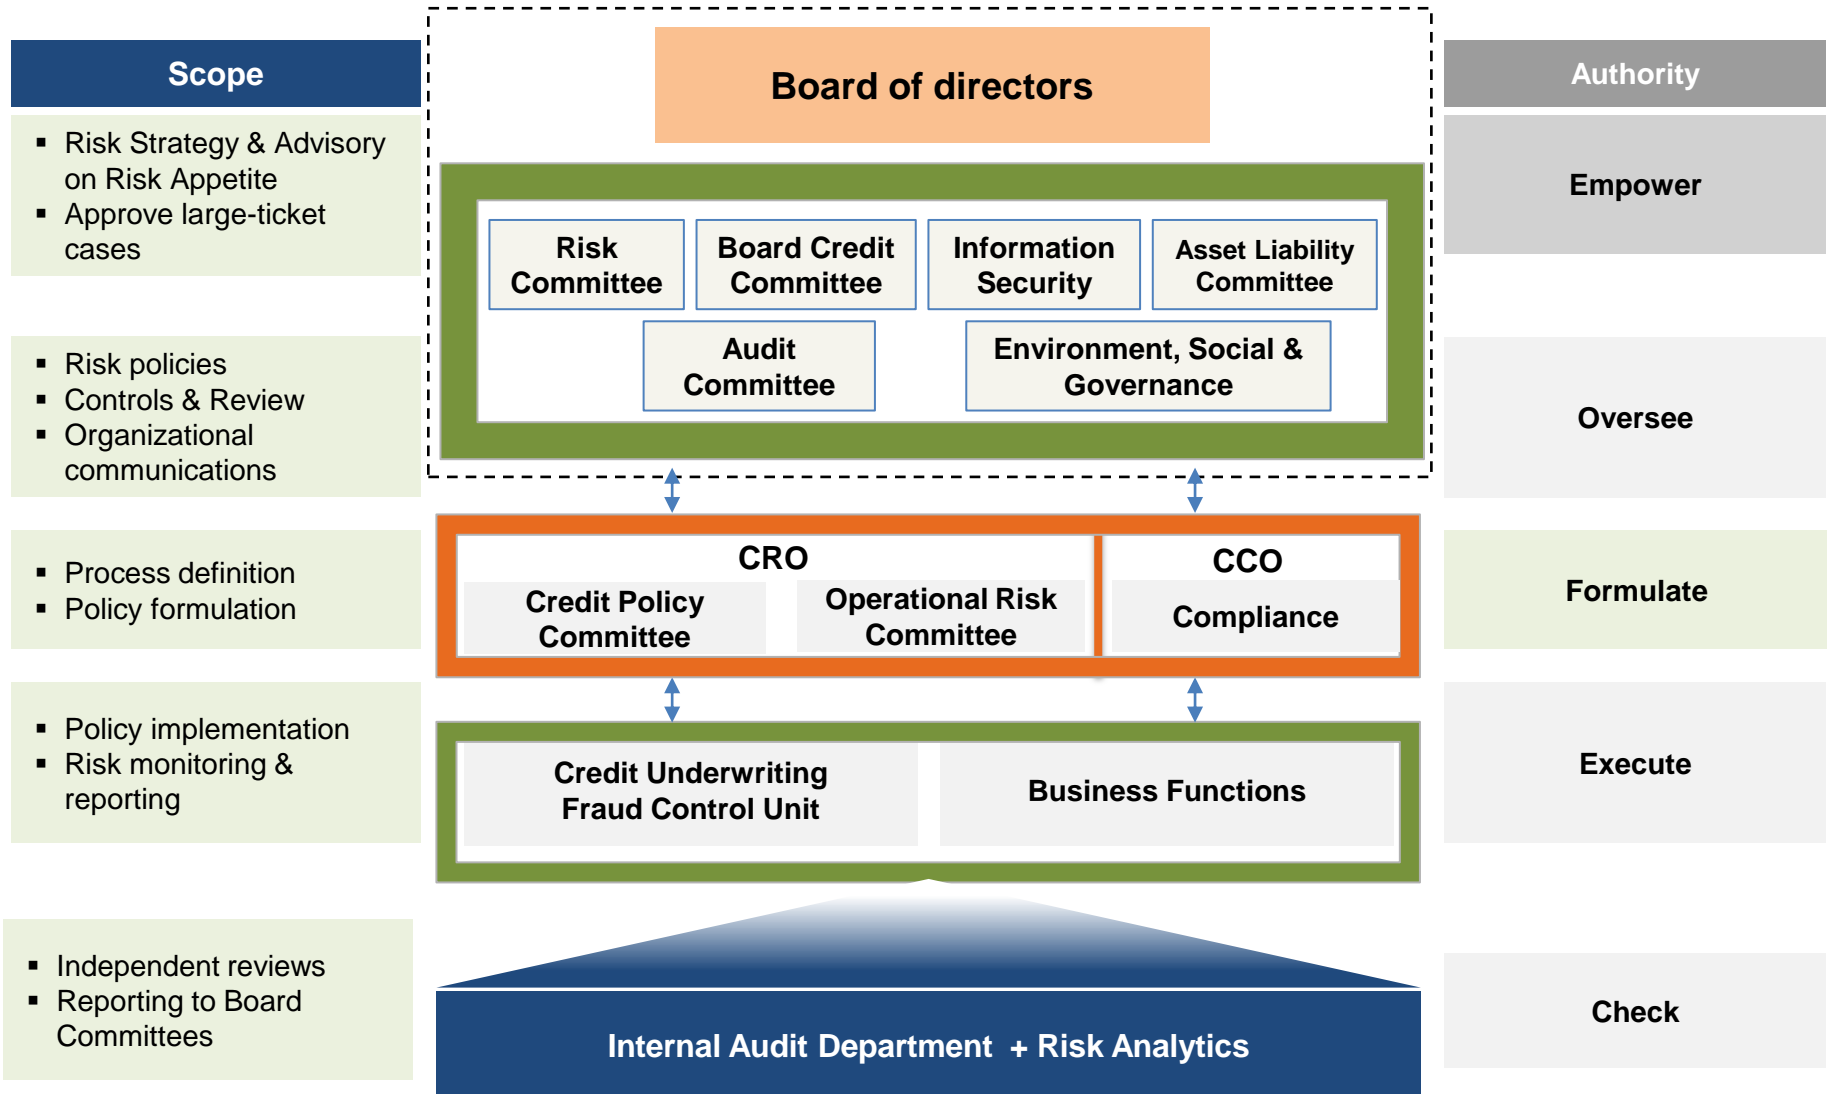 Scope
▪ Risk Strategy & Advisory
on Risk Appetite
▪ Approve large-ticket
cases
▪ Risk policies
▪ Controls & Review
▪ Organizational
communications
▪ Process definition
▪ Policy formulation
▪ Policy implementation
▪ Risk monitoring &
reporting
▪ Independent reviews
▪ Reporting to Board
Committees
Board of directors
Risk
Committee
Board Credit
Committee
Information
Security
Asset Liability
Committee
Audit
Committee
Environment, Social &
Governance
CRO
Credit Policy
Committee
Operational Risk
Committee
CCO
Compliance
Credit Underwriting
Fraud Control Unit
Business Functions
Internal Audit Department + Risk Analytics
Authority
Empower
Oversee
Formulate
Execute
Check